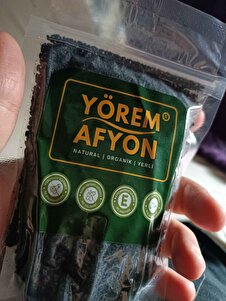 YÖREM®
AFYON
NATURAL | ORGANİK | YERLİ
E